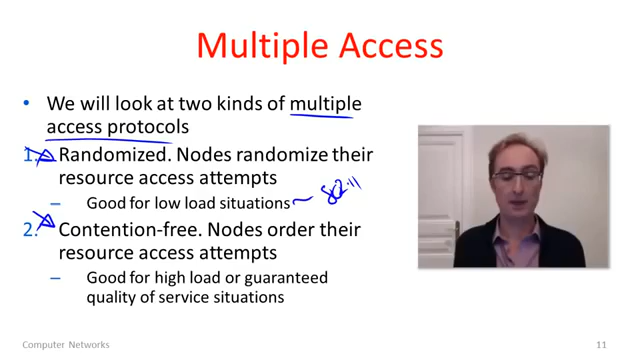 Multiple Access
• We will look at two kinds of multiple
access protocols
1. Randomized. Nodes randomize their
resource access attempts
– Good for low load situations
2. Contention-free. Nodes order their
resource access attempts
– Good for high load or guaranteed
quality of service situations
Computer Networks
11